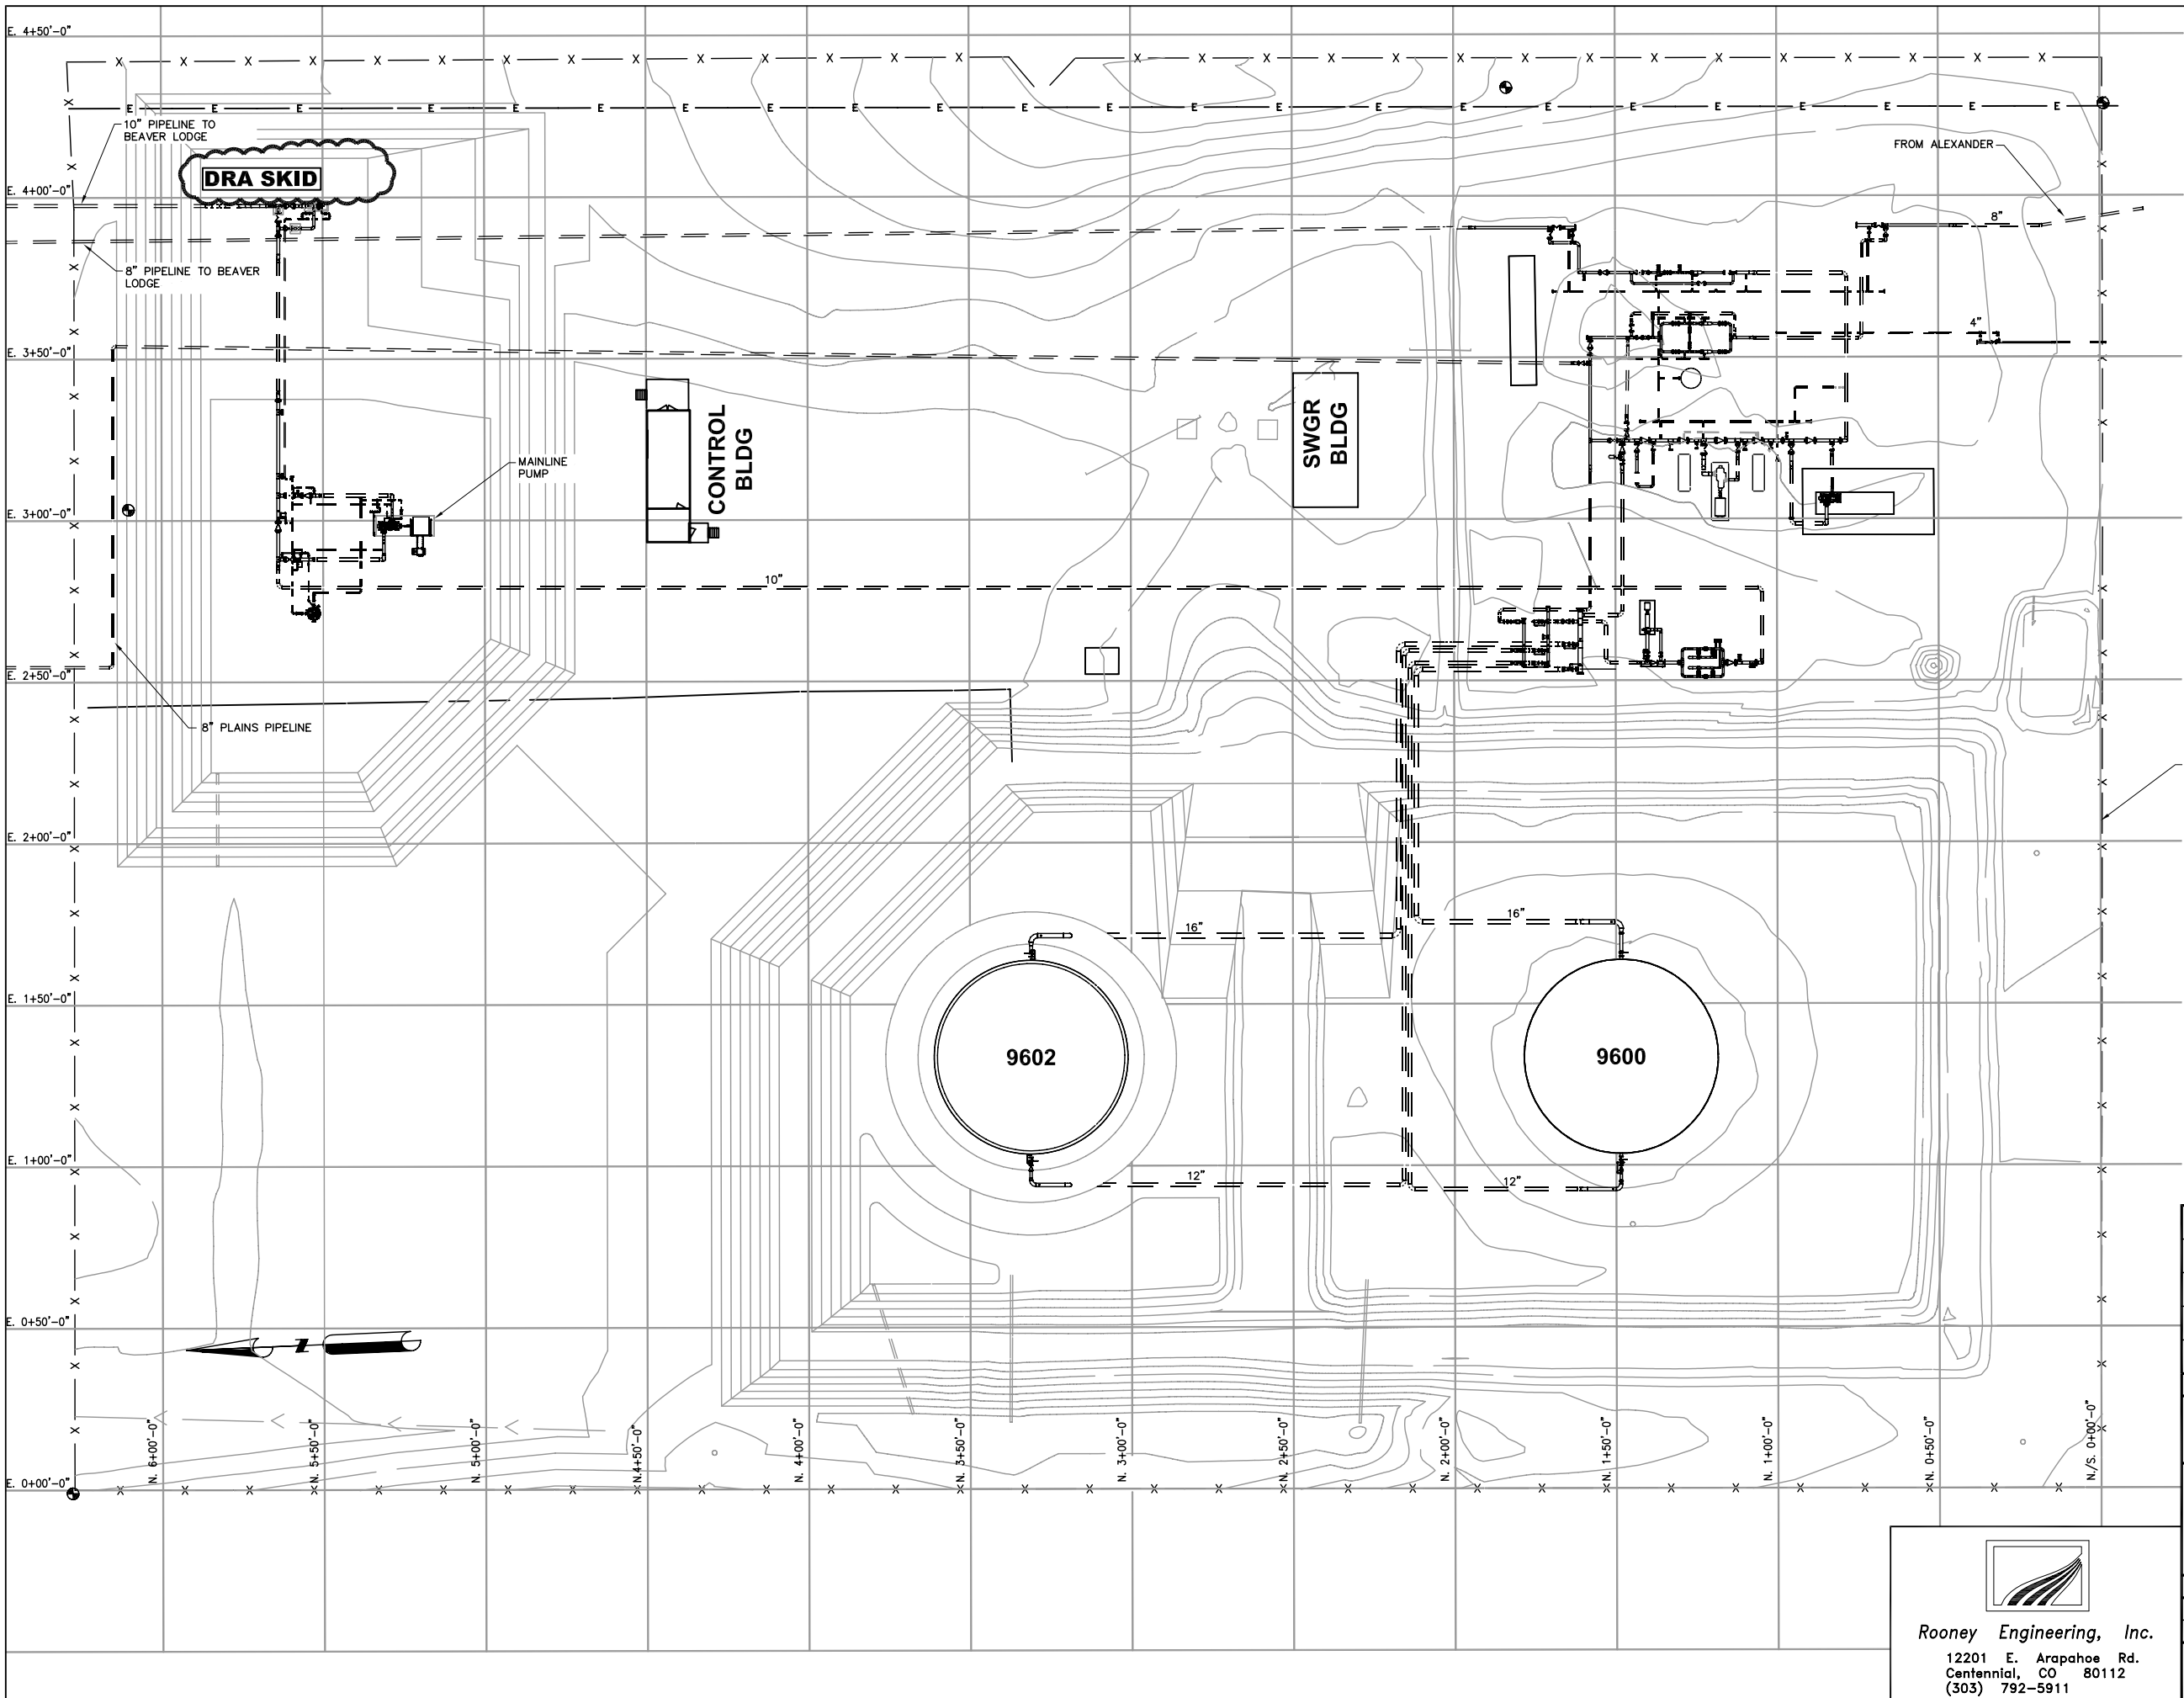 E. 4+50'-0"
10" PIPELINE TO
BEAVER LODGE
DRA SKID
FROM ALEXANDER
E. 4+00'-0"
8"
8" PIPELINE TO BEAVER
LODGE
4"
E. 3+50'-0"
CONTROL
BLDG
SWGR
BLDG
MAINLINE
PUMP
E. 3+00'-0"
10"
E. 2+50'-0"
8" PLAINS PIPELINE
E. 2+00'-0"
16"
16"
E. 1+50'-0"
9602
9600
E. 1+00'-0"
12"
12"
E. 0+50'-0"
Z
N. 6+00'-0"
N. 5+50'-0"
N. 5+00'-0"
N.4+50'-0"
N. 4+00'-0"
N. 3+50'-0"
N. 3+00'-0"
N. 2+50'-0"
N. 2+00'-0"
N. 1+50'-0"
N. 1+00'-0"
N. 0+50'-0"
N./S. 0+00'-0"
E. 0+00'-0"
Rooney Engineering, Inc.
12201 E. Arapahoe Rd.
Centennial, CO 80112
(303) 792-5911